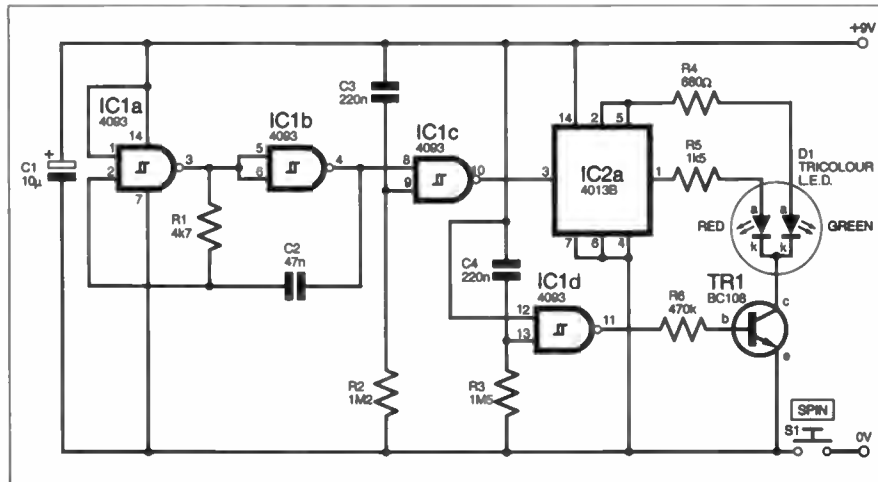 +9V
C3
220n
R4
680Ω
IC1a
4093
IC1b
4093
IC1c
4093
14
2
5
14
1
2
3
7
5
6
4
8
9
10
3
IC2a
4013B
1
R5
1k5
D1
TRICOLOUR
L.E.D.
+
C1
10µ
R1
4k7
C2
47n
7
6
4
a
a
k
k
RED
GREEN
C4
220n
IC1d
4093
12
13
11
R6
470k
TR1
BC108
b
c
e
R2
1M2
R3
1M5
SPIN
S1
0V